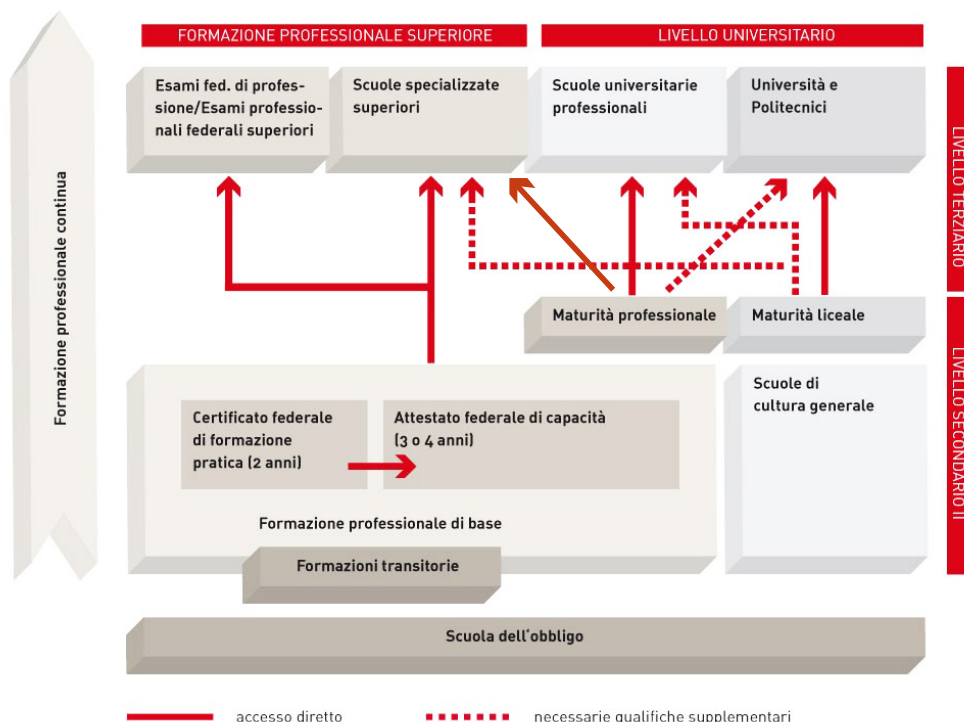 FORMAZIONE PROFESSIONALE SUPERIORE
LIVELLO UNIVERSITARIO
Esami fed. di profes-
sione/Esami professio-
nali federali superiori
Scuole specializzate
superiori
Scuole universitarie
professionali
Università e
Politecnici
LIVELLO TERZIARIO
Formazione professionale continua
Maturità professionale
Maturità liceale
LIVELLO SECONDARIO II
Certificato federale
di formazione
pratica (2 anni)
Attestato federale di capacità
(3 o 4 anni)
Scuole di
cultura generale
Formazione professionale di base
Formazioni transitorie
Scuola dell'obbligo
accesso diretto
necessarie qualifiche supplementari